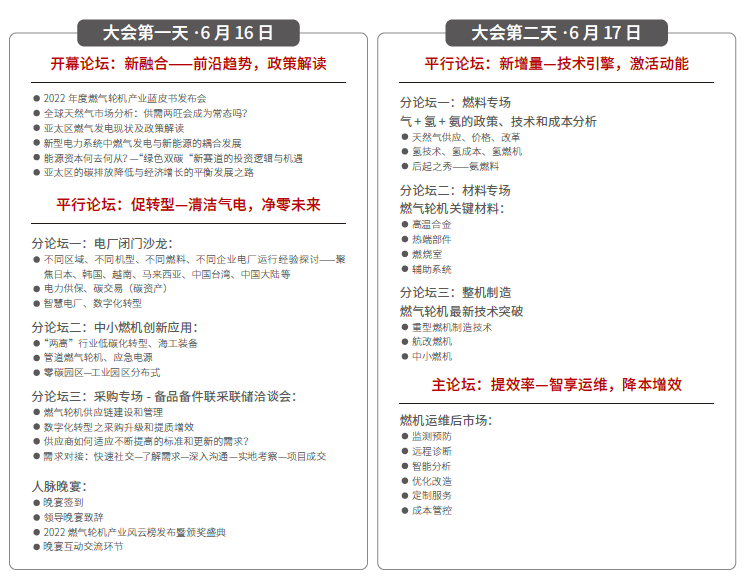 大会第一天 ·6 月 16 日
开幕论坛：新融合——前沿趋势，政策解读
● 2022 年度燃气轮机产业蓝皮书发布会
● 全球天然气市场分析：供需两旺会成为常态吗？
● 亚太区燃气发电现状及政策解读
● 新型电力系统中燃气发电与新能源的耦合发展
● 能源资本何去何从？—“绿色双碳“新赛道的投资逻辑与机遇
● 亚太区的碳排放降低与经济增长的平衡发展之路
平行论坛：促转型—清洁气电，净零未来
分论坛一：电厂闭门沙龙：
● 不同区域、不同机型、不同燃料、不同企业电厂运行经验探讨——聚
焦日本、韩国、越南、马来西亚、中国台湾、中国大陆等
● 电力供保、碳交易（碳资产）
● 智慧电厂、数字化转型
分论坛二：中小燃机创新应用：
● “两高”行业低碳化转型、海工装备
● 管道燃气轮机、应急电源
● 零碳园区—工业园区分布式
分论坛三：采购专场 - 备品备件联采联储洽谈会：
● 燃气轮机供应链建设和管理
● 数字化转型之采购升级和提质增效
● 供应商如何适应不断提高的标准和更新的需求？
● 需求对接：快速社交—了解需求—深入沟通—实地考察—项目成交
人脉晚宴：
● 晚宴签到
● 领导晚宴致辞
● 2022 燃气轮机产业风云榜发布暨颁奖盛典
● 晚宴互动交流环节
大会第二天 ·6 月 17 日
平行论坛：新增量—技术引擎，激活动能
分论坛一：燃料专场
气 + 氢 + 氨的政策、技术和成本分析
● 天然气供应、价格、改革
● 氢技术、氢成本、氢燃机
● 后起之秀——氨燃料
分论坛二：材料专场
燃气轮机关键材料：
● 高温合金
● 热端部件
● 燃烧室
● 辅助系统
分论坛三：整机制造
燃气轮机最新技术突破
● 重型燃机制造技术
● 航改燃机
● 中小燃机
主论坛：提效率—智享运维，降本增效
燃机运维后市场：
● 监测预防
● 远程诊断
● 智能分析
● 优化改造
● 定制服务
● 成本管控